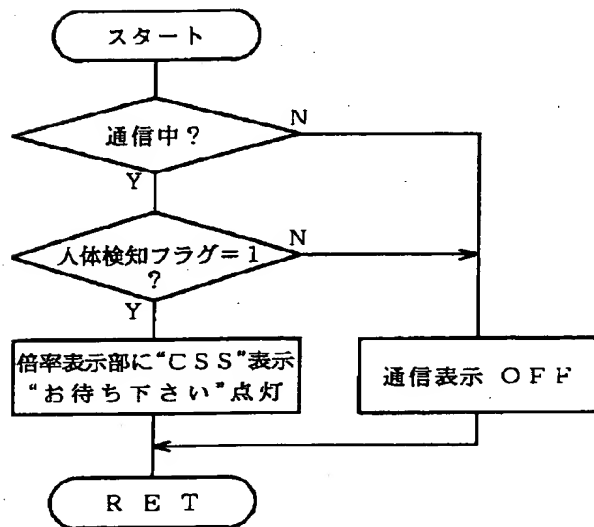 スタート
通信中？
N
Y
人体検知フラグ＝１
？
N
Y
倍率表示部に“ＣＳＳ”表示
“お待ち下さい”点灯
通信表示 ＯＦＦ
ＲＥＴ